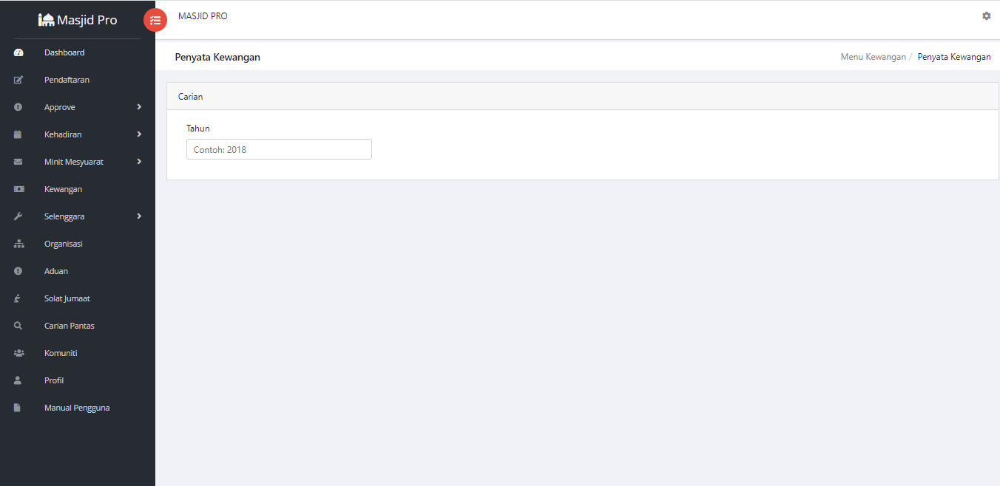 Masjid Pro
MASJID PRO
Dashboard
Pendaftaran
Approve
Kehadiran
Minit Mesyuarat
Kewangan
Selenggara
Organisasi
Aduan
Solat Jumaat
Carian Pantas
Komuniti
Profil
Manual Pengguna
Penyata Kewangan
Menu Kewangan / Penyata Kewangan
Carian
Tahun
Contoh: 2018